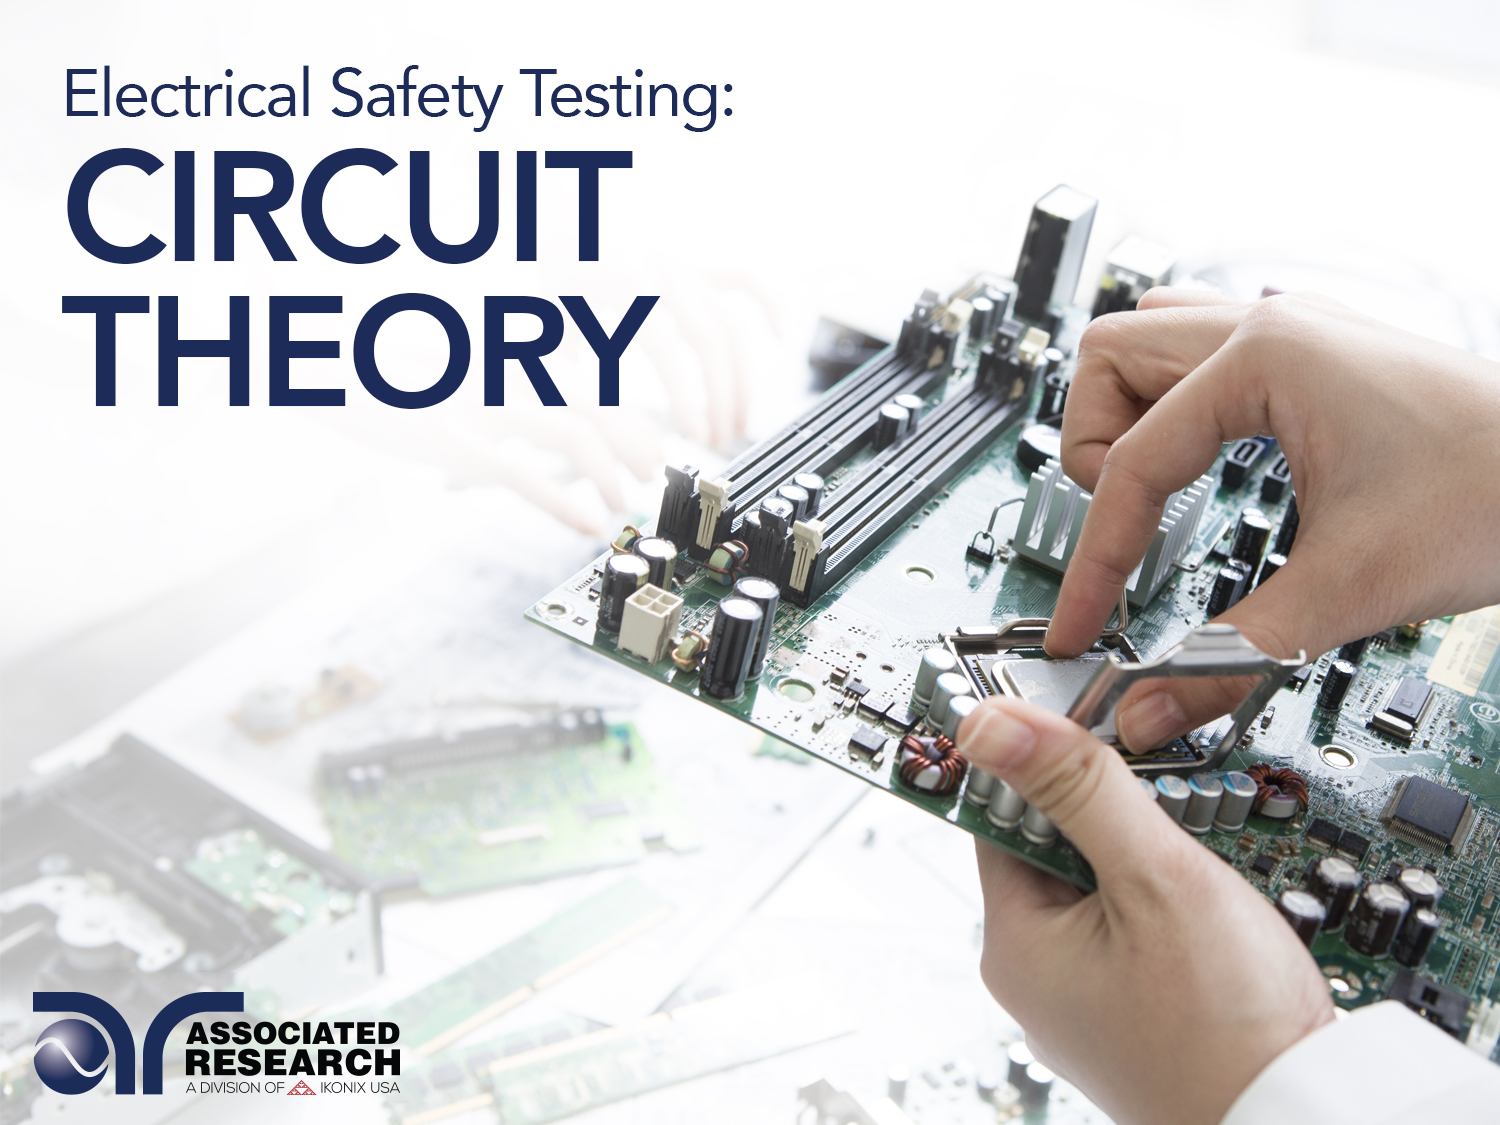 Electrical Safety Testing:
CIRCUIT
THEORY
ASSOCIATED
RESEARCH
A DIVISION OF IKONIX USA